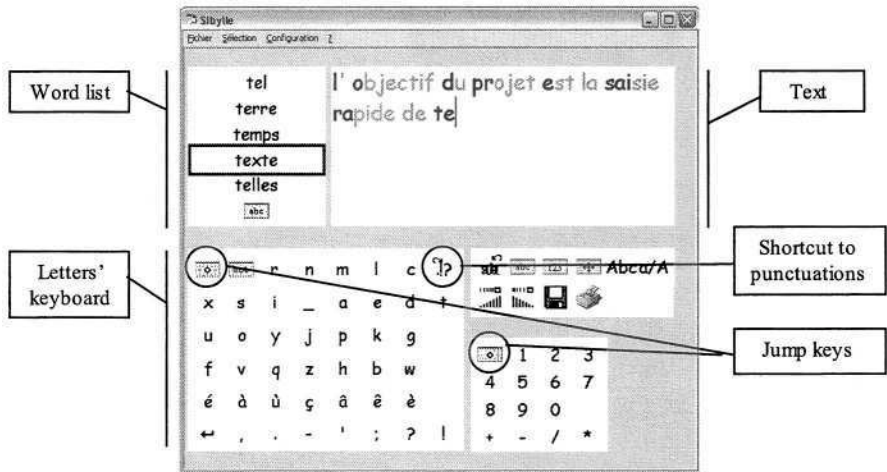 Sibylle
Fichier Sélection Configuration ?
Word list
tel
terre
temps
texte
telles
abc
l' objectif du projet est la saisie
rapide de te
Text
Letters'
keyboard
r n m l c
x s i _ a e d t
u o y j p k g
f v q z h b w
é à ù ç â ê è
↵ , . - ' ; ? !
.!?
abc Abca/A
1 2 3
4 5 6 7
8 9 0
+ - / *
Shortcut to
punctuations
Jump keys